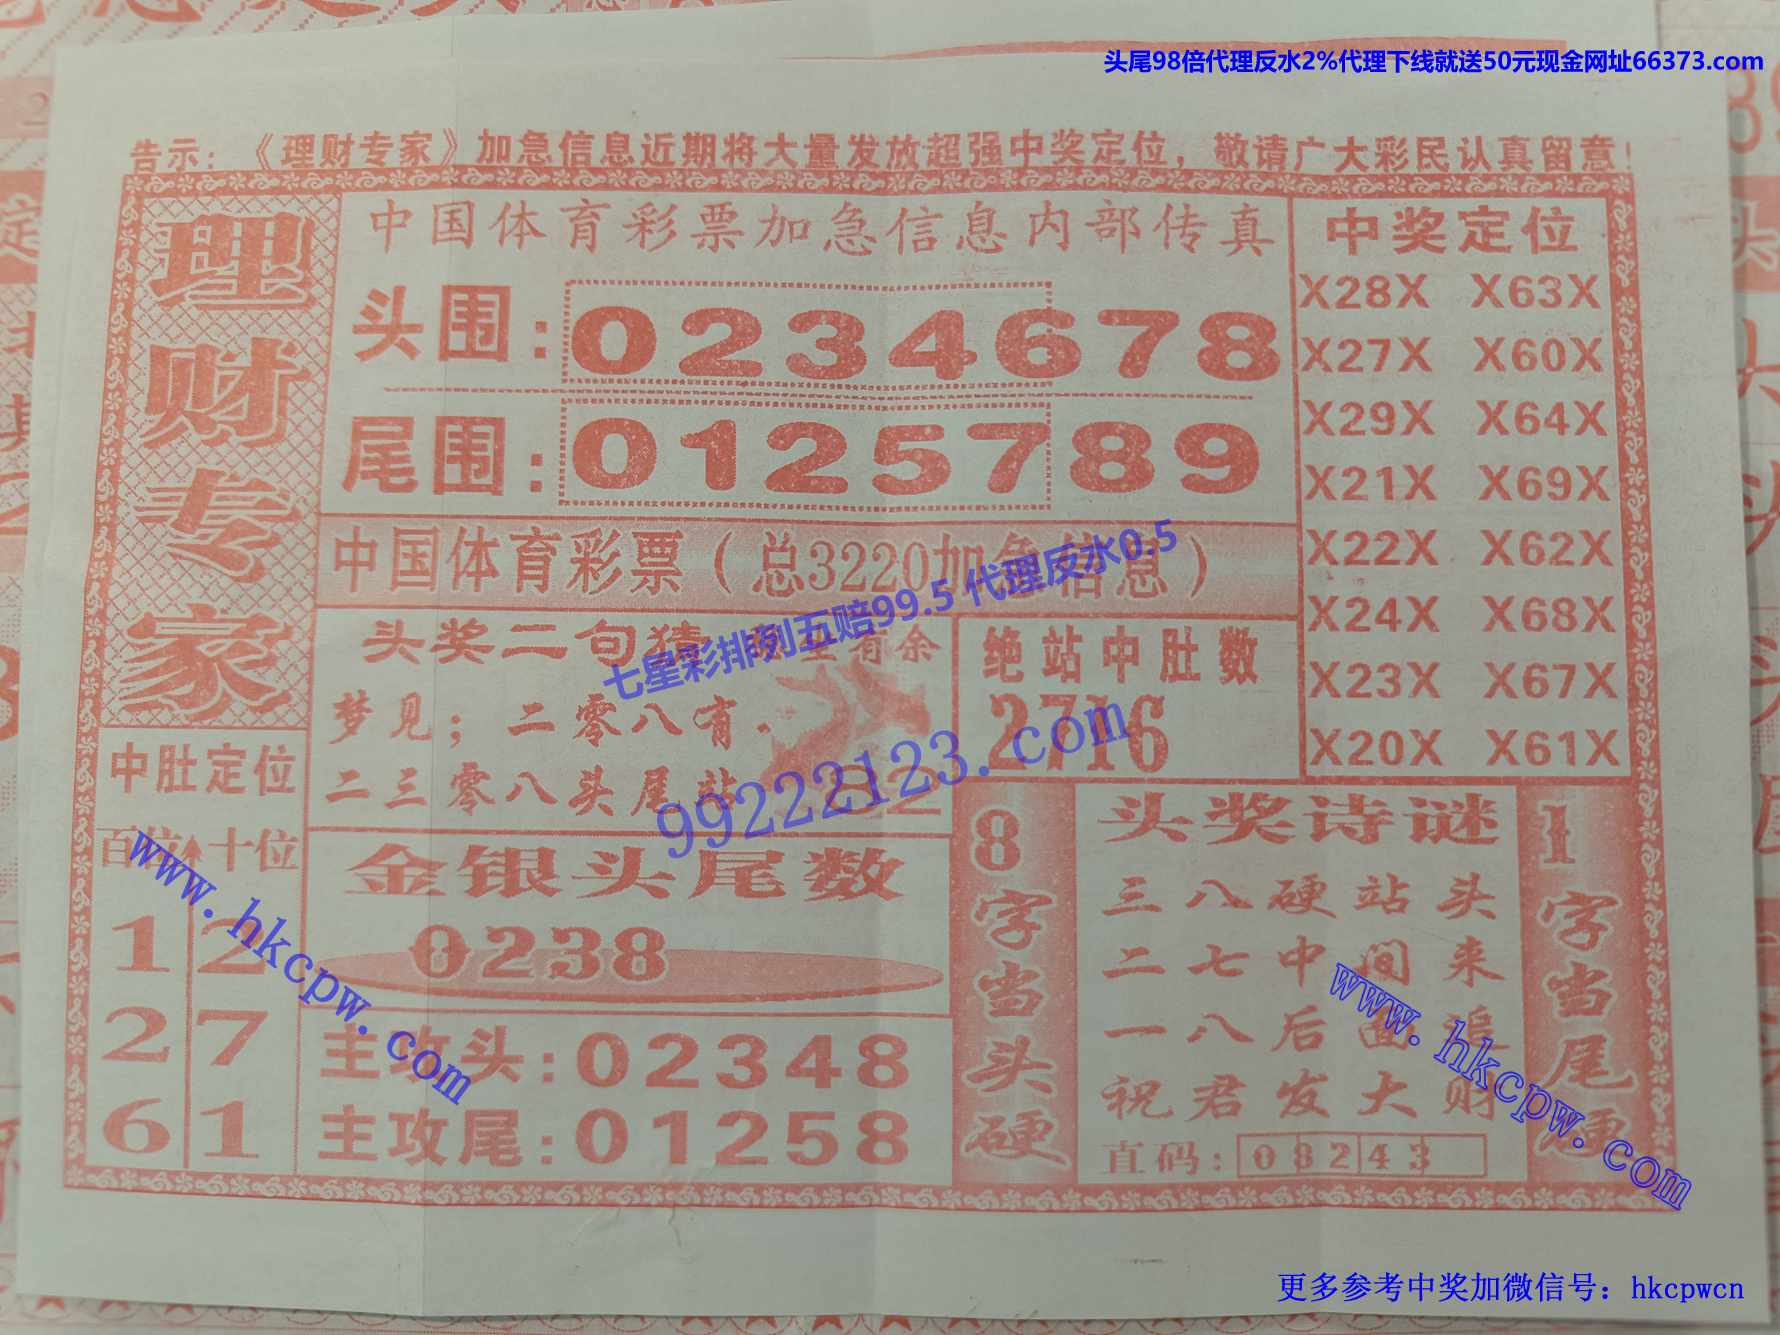 头尾98倍代理反水2%代理下线就送50元现金网址66373.com
告示：《理财专家》加急信息近期将大量发放超强中奖定位，敬请广大彩民认真留意！
理财专家
中国体育彩票加急信息内部传真
头围：0234678
尾围：0125789
中国体育彩票（总3220加急信息）
七星彩排列五赔99.5 代理反水0.5
中奖定位
X28X X63X
X27X X60X
X29X X64X
X21X X69X
X22X X62X
X24X X68X
X23X X67X
X20X X61X
头奖二句猜
有余
梦见；二零八有.
二三零八头尾站
99222123.com
绝站中肚数
2716
中肚定位
百位 十位
1 2
2 7
6 1
www.hkcpw.com
金银头尾数
0238
主攻头：02348
主攻尾：01258
8字当头硬
头奖诗谜
三八硬站头
二七中间来
一八后面追
祝君发大财
直码：08243
1字当尾硬
www.hkcpw.com
更多参考中奖加微信号：hkcpwcn